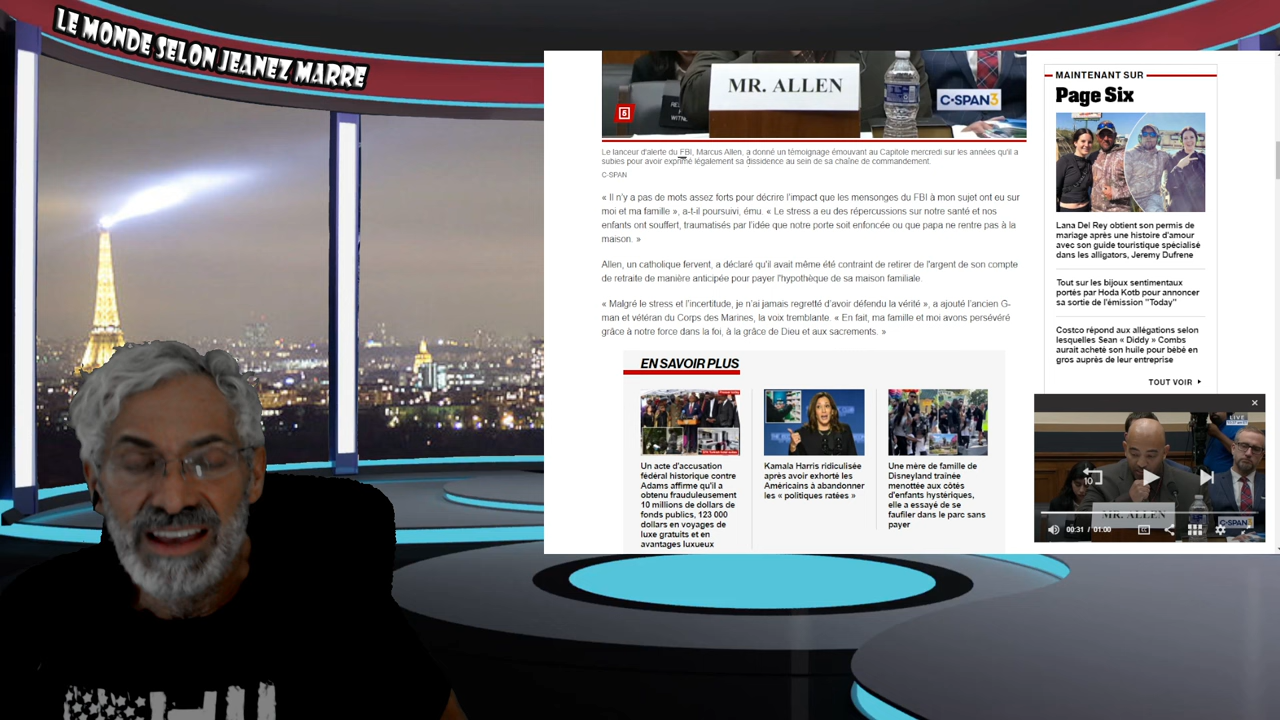 LE MONDE SELON JEANEZ MARRE
MR. ALLEN
C-SPAN3
6
Le lanceur d'alerte du FBI, Marcus Allen, a donné un témoignage émouvant au Capitole mercredi sur les années qu'il a
subies pour avoir exprimé légalement sa dissidence au sein de sa chaîne de commandement.
C-SPAN
« Il n'y a pas de mots assez forts pour décrire l'impact que les mensonges du FBI à mon sujet ont eu sur
moi et ma famille », a-t-il poursuivi, ému. « Le stress a eu des répercussions sur notre santé et nos
enfants ont souffert, traumatisés par l'idée que notre porte soit enfoncée ou que papa ne rentre pas à la
maison. »
Allen, un catholique fervent, a déclaré qu'il avait même été contraint de retirer de l'argent de son compte
de retraite de manière anticipée pour payer l'hypothèque de sa maison familiale.
« Malgré le stress et l'incertitude, je n'ai jamais regretté d'avoir défendu la vérité », a ajouté l'ancien G-
man et vétéran du Corps des Marines, la voix tremblante. « En fait, ma famille et moi avons persévéré
grâce à notre force dans la foi, à la grâce de Dieu et aux sacrements. »
EN SAVOIR PLUS
Un acte d'accusation
fédéral historique contre
Adams affirme qu'il a
obtenu frauduleusement
10 millions de dollars de
fonds publics, 123 000
dollars en voyages de
luxe gratuits et en
avantages luxueux
Kamala Harris ridiculisée
après avoir exhorté les
Américains à abandonner
les « politiques ratées »
Une mère de famille de
Disneyland traînée
menottée aux côtés
d'enfants hystériques,
elle a essayé de se
faufiler dans le parc sans
payer
MAINTENANT SUR
Page Six
Lana Del Rey obtient son permis de
mariage après une histoire d'amour
avec son guide touristique spécialisé
dans les alligators, Jeremy Dufrene
Tout sur les bijoux sentimentaux
portés par Hoda Kotb pour annoncer
sa sortie de l'émission "Today"
Costco répond aux allégations selon
lesquelles Sean « Diddy » Combs
aurait acheté son huile pour bébé en
gros auprès de leur entreprise
TOUT VOIR
LIVE
10
MR. ALLEN
C-SPAN
00:31 / 01:00